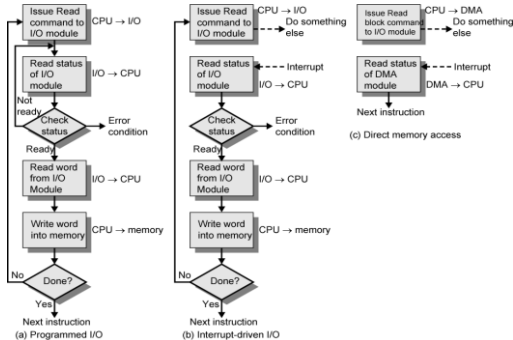 Issue Read
command to
I/O module
CPU → I/O
Read status
of I/O
module
I/O → CPU
Not
ready
Check
status
Error
condition
Ready
Read word
from I/O
Module
I/O → CPU
Write word
into memory
CPU → memory
No
Done?
Yes
Next instruction
(a) Programmed I/O
Issue Read
command to
I/O module
CPU → I/O
Do something
else
Read status
of I/O
module
Interrupt
I/O → CPU
Check
status
Error
condition
Ready
Read word
from I/O
Module
I/O → CPU
Write word
into memory
CPU → memory
No
Done?
Yes
Next instruction
(b) Interrupt-driven I/O
Issue Read
block command
to I/O module
CPU → DMA
Do something
else
Read status
of DMA
module
Interrupt
DMA → CPU
Next instruction
(c) Direct memory access